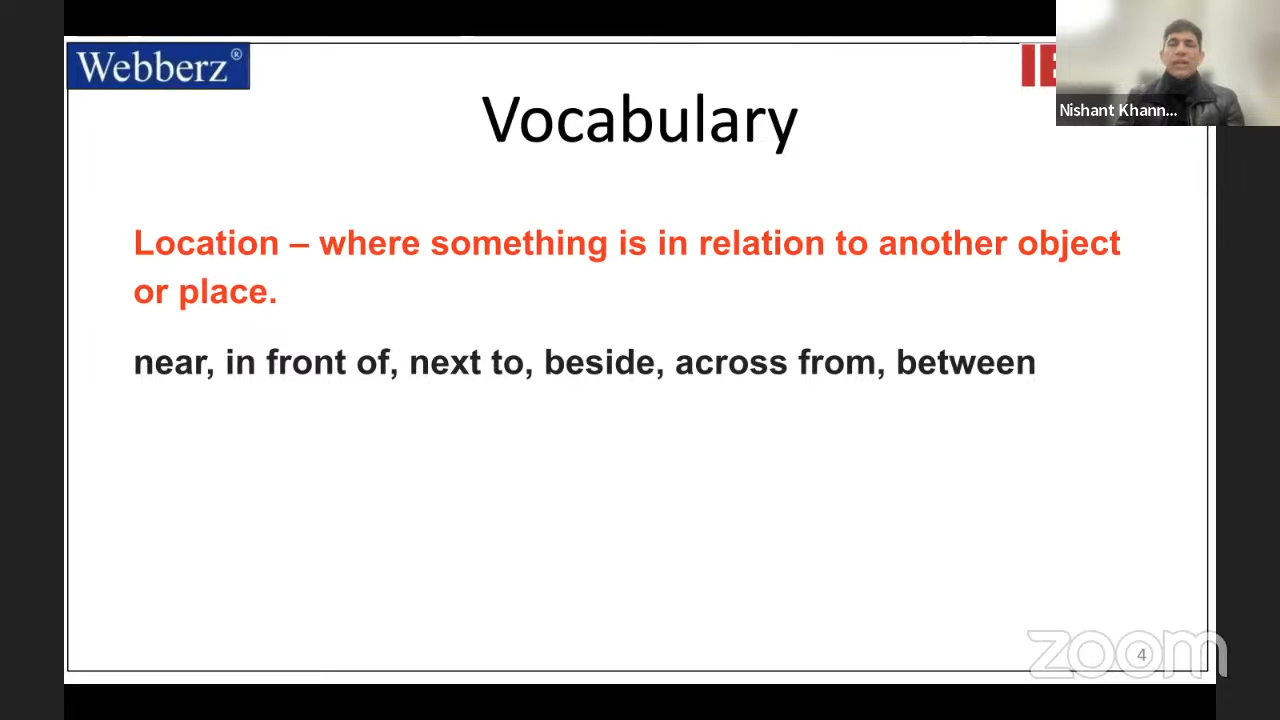 Webberz®
Vocabulary
Nishant Khann...
Location – where something is in relation to another object
or place.
near, in front of, next to, beside, across from, between
zoom
4